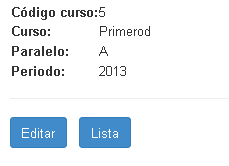 Código curso:5
Curso: Primerod
Paralelo: A
Periodo: 2013
Editar Lista